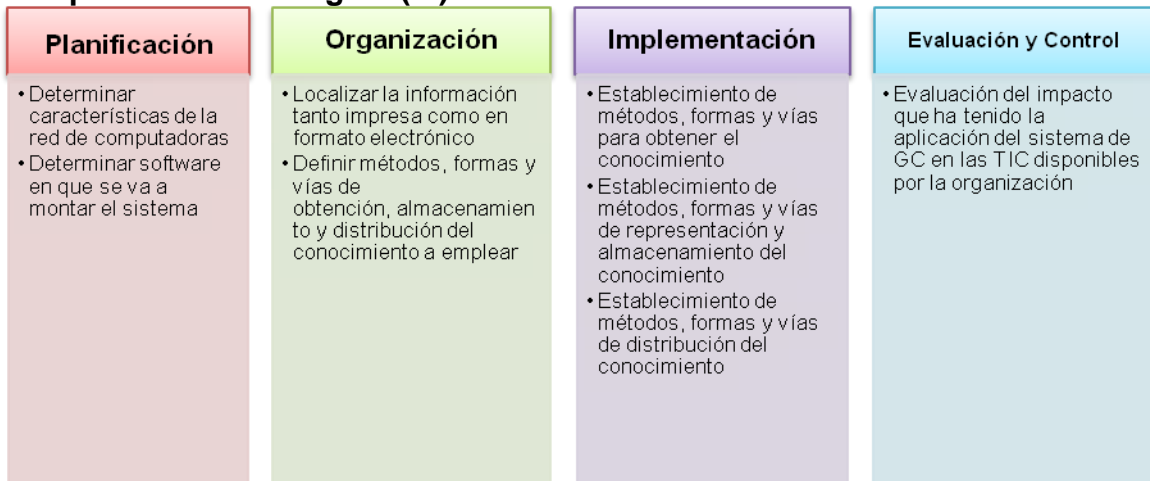 Planificación
• Determinar
características de la
red de computadoras
• Determinar software
en que se va a
montar el sistema
Organización
• Localizar la información
tanto impresa como en
formato electrónico
• Definir métodos, formas y
vías de
obtención, almacenamien
to y distribución del
conocimiento a emplear
Implementación
• Establecimiento de
métodos, formas y vías
para obtener el
conocimiento
• Establecimiento de
métodos, formas y vías
de representación y
almacenamiento del
conocimiento
• Establecimiento de
métodos, formas y vías
de distribución del
conocimiento
Evaluación y Control
• Evaluación del impacto
que ha tenido la
aplicación del sistema de
GC en las TIC disponibles
por la organización